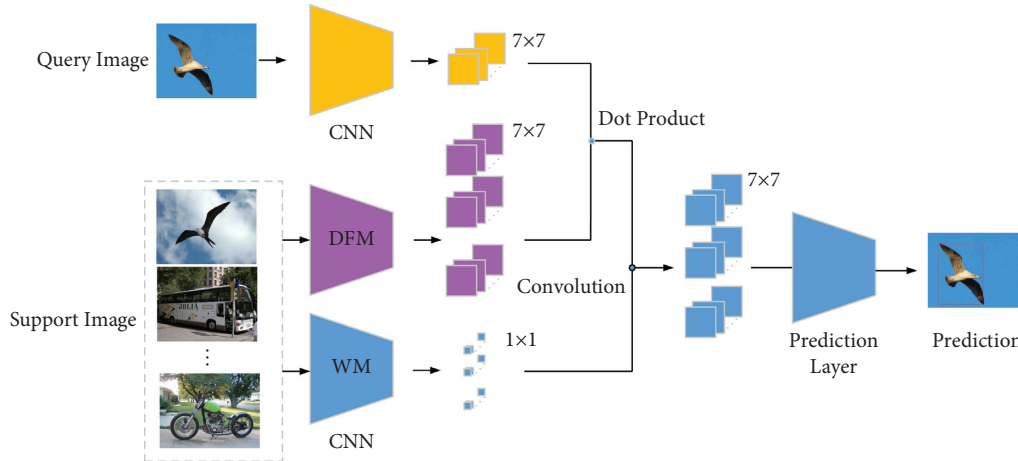 Query Image
CNN
7×7
Dot Product
7×7
DFM
Support Image
JULIA
Convolution
7×7
WM
CNN
1×1
Prediction
Layer
Prediction